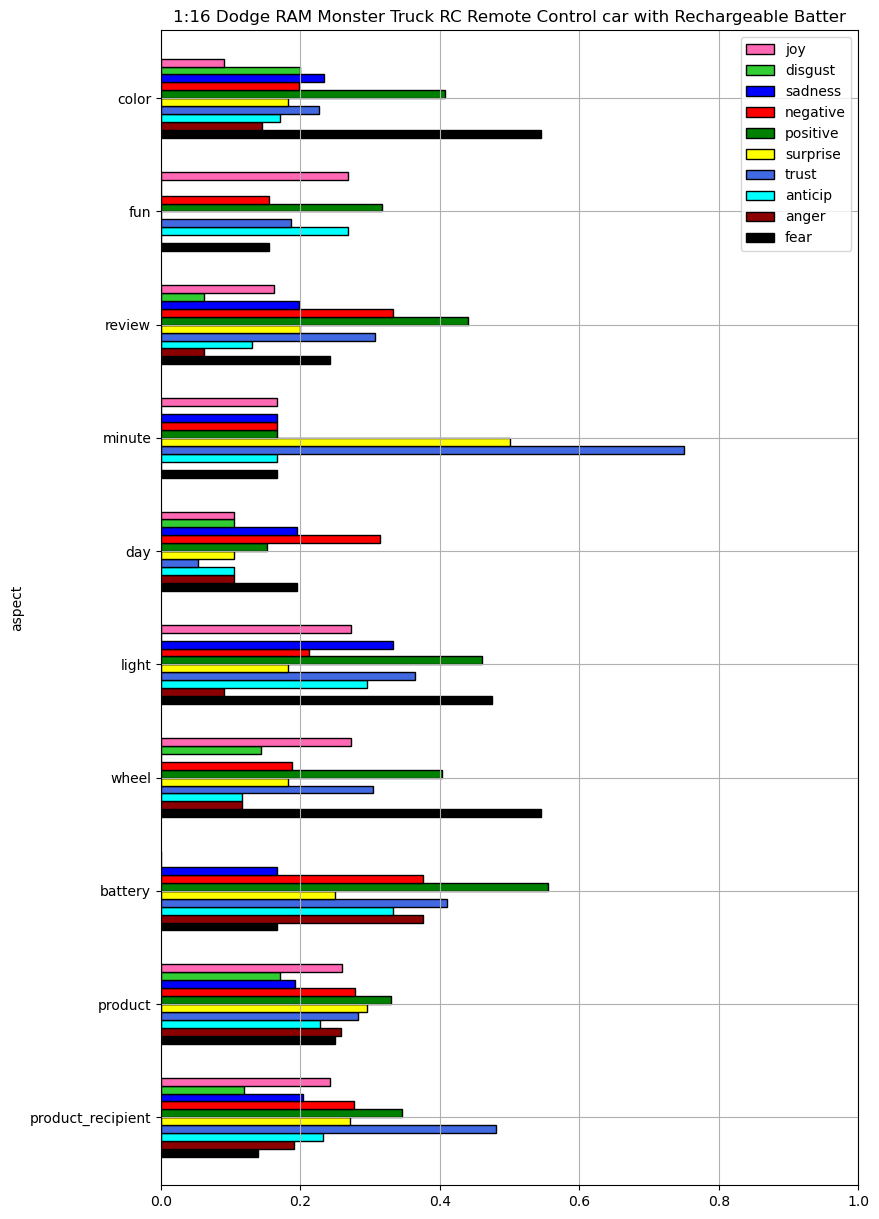 1:16 Dodge RAM Monster Truck RC Remote Control car with Rechargeable Batter
joy
disgust
sadness
negative
positive
surprise
trust
anticip
anger
fear
aspect
color
fun
review
minute
day
light
wheel
battery
product
product_recipient
0.0 0.2 0.4 0.6 0.8 1.0